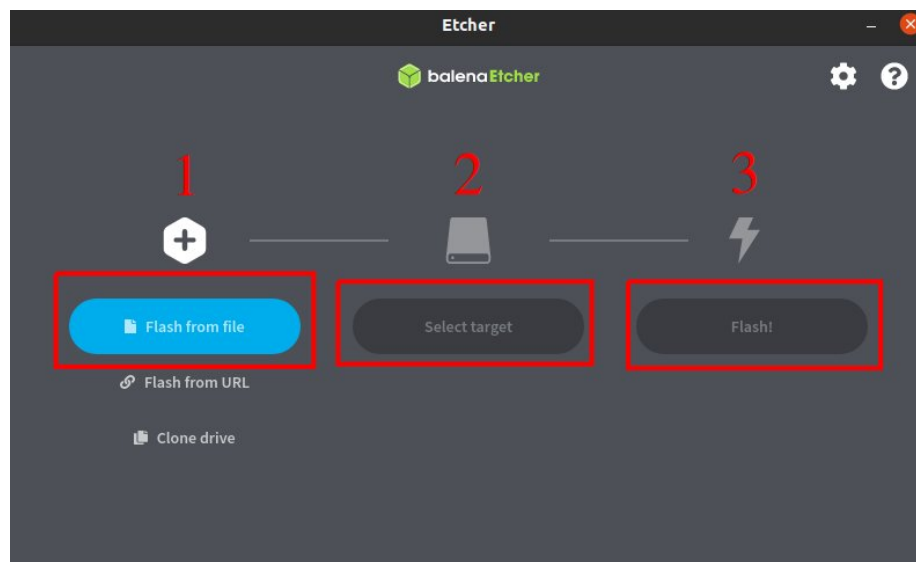 Etcher
balenaEtcher
1 2 3
Flash from file
Select target
Flash!
Flash from URL
Clone drive